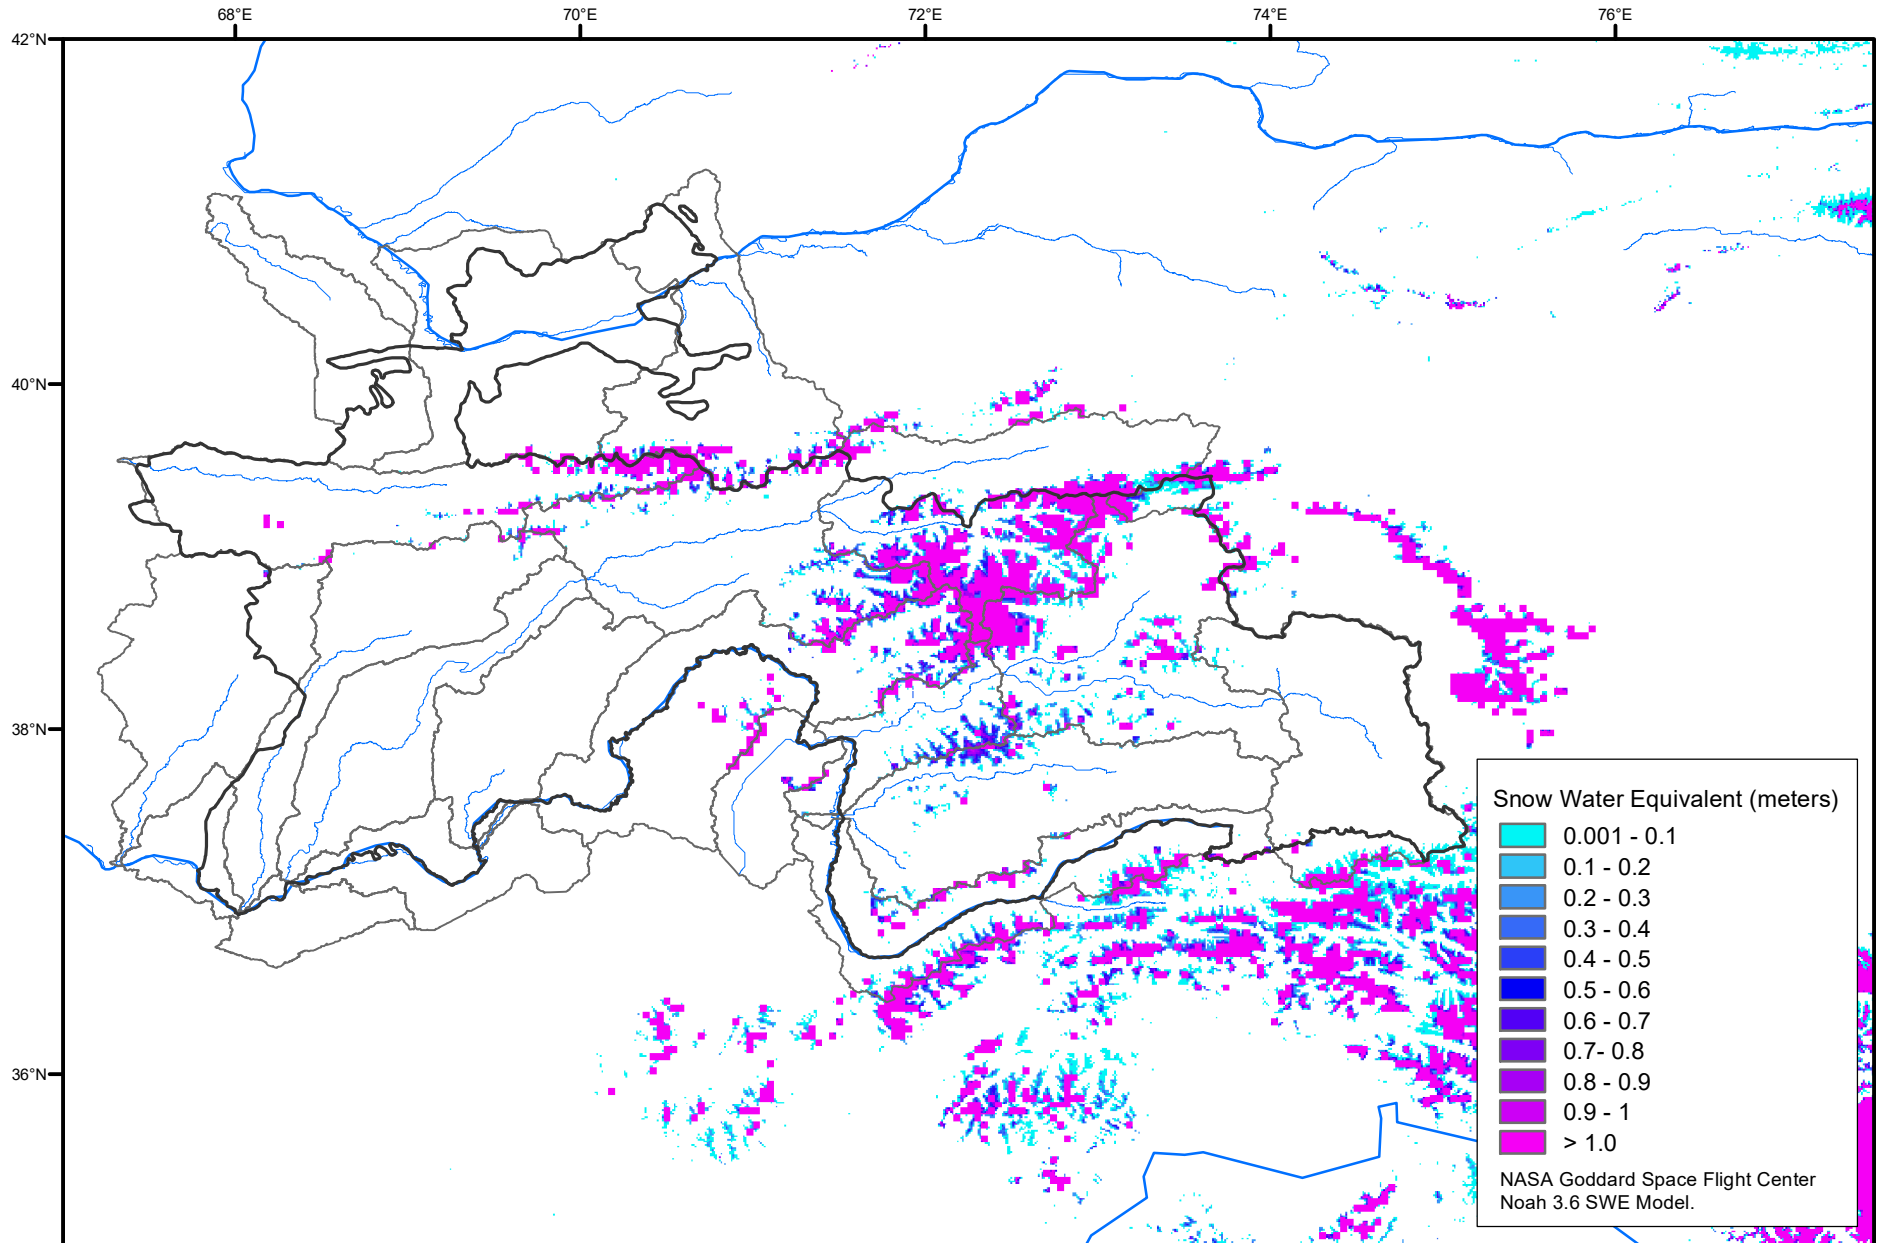 68°E 70°E 72°E 74°E 76°E
42°N
40°N
38°N
36°N
Snow Water Equivalent (meters)
0.001 - 0.1
0.1 - 0.2
0.2 - 0.3
0.3 - 0.4
0.4 - 0.5
0.5 - 0.6
0.6 - 0.7
0.7- 0.8
0.8 - 0.9
0.9 - 1
> 1.0
NASA Goddard Space Flight Center
Noah 3.6 SWE Model.